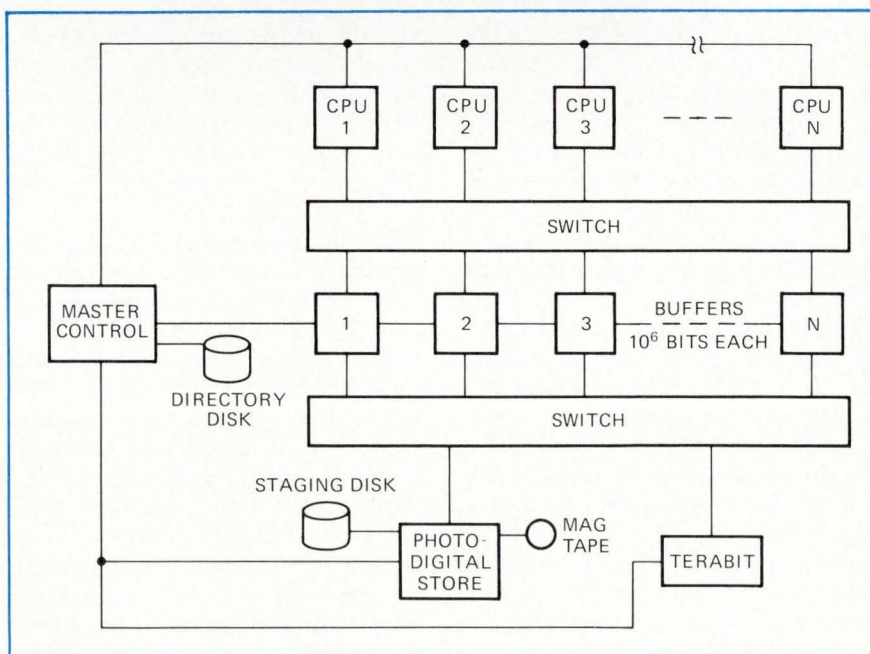 CPU 1
CPU 2
CPU 3
CPU N
SWITCH
MASTER CONTROL
1
2
3
BUFFERS
10⁶ BITS EACH
N
DIRECTORY DISK
SWITCH
STAGING DISK
PHOTO-
DIGITAL
STORE
MAG TAPE
TERABIT